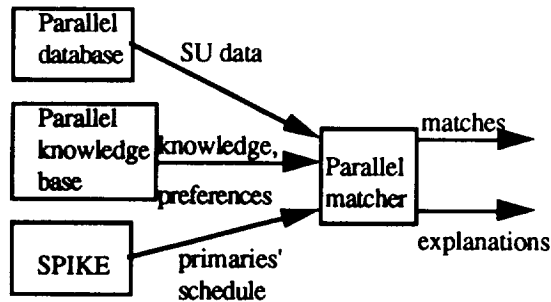 Parallel
database
SU data
Parallel
knowledge
base
knowledge,
preferences
SPIKE
primaries'
schedule
Parallel
matcher
matches
explanations